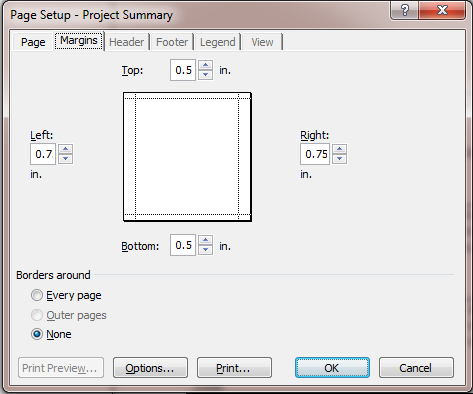 Page Setup - Project Summary
Page Margins Header Footer Legend View
Top: 0.5 in.
Left: Right:
0.7 0.75
in. in.
Bottom: 0.5 in.
Borders around
Every page
Outer pages
None
Print Preview... Options... Print... OK Cancel